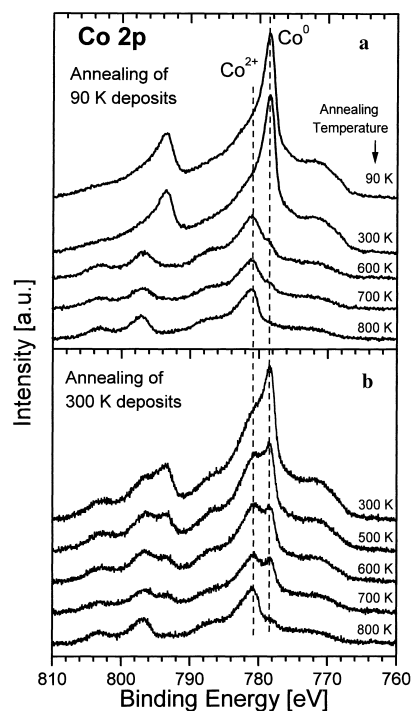 Co 2p
a
Co⁰
Co²⁺
Annealing of
90 K deposits
Annealing
Temperature
90 K
300 K
600 K
700 K
800 K
b
Annealing of
300 K deposits
300 K
500 K
600 K
700 K
800 K
Intensity [a.u.]
810 800 790 780 770 760
Binding Energy [eV]